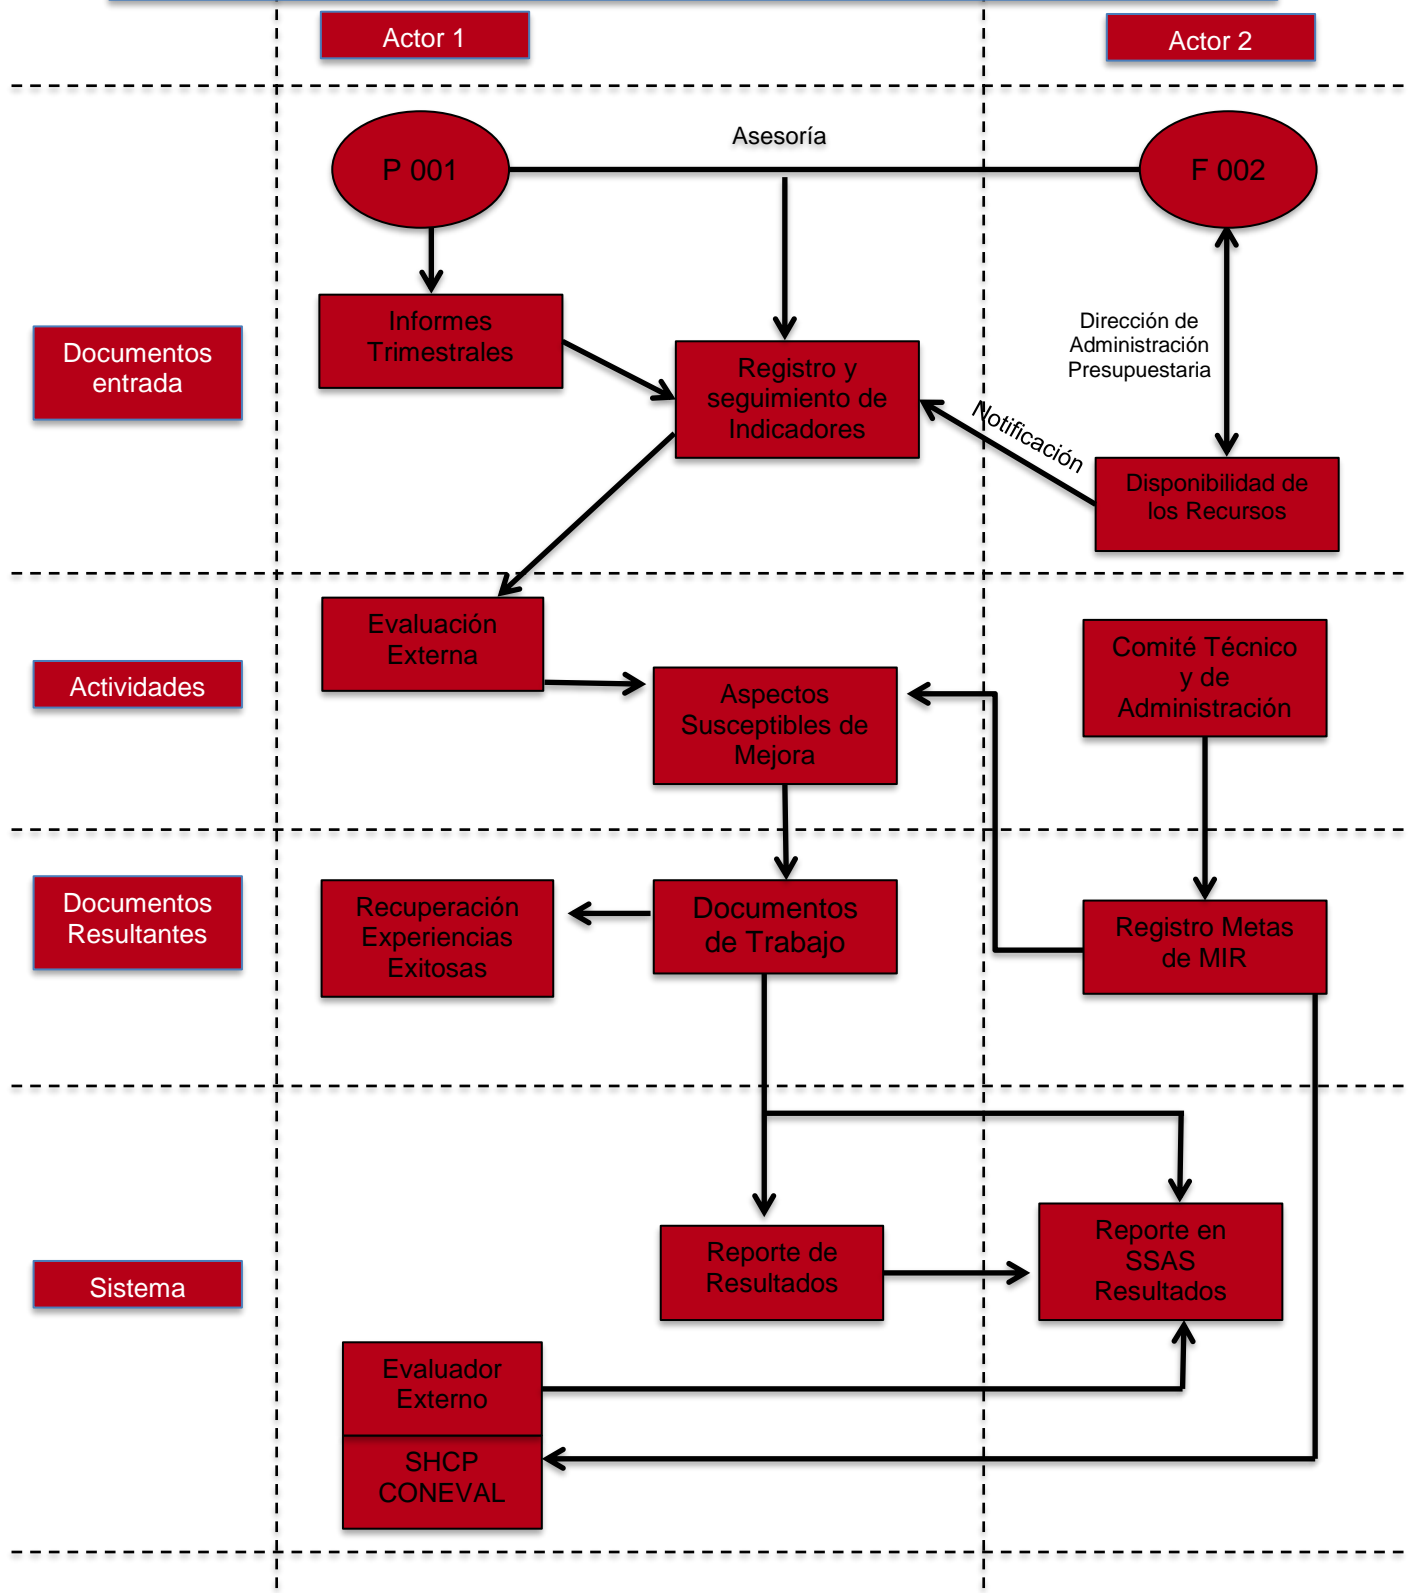 Actor 1
Actor 2
Asesoría
P 001
F 002
Documentos
entrada
Informes
Trimestrales
Registro y
seguimiento de
Indicadores
Dirección de
Administración
Presupuestaria
Notificación
Disponibilidad de
los Recursos
Actividades
Evaluación
Externa
Aspectos
Susceptibles de
Mejora
Comité Técnico
y de
Administración
Documentos
Resultantes
Recuperación
Experiencias
Exitosas
Documentos
de Trabajo
Registro Metas
de MIR
Sistema
Reporte de
Resultados
Reporte en
SSAS
Resultados
Evaluador
Externo
SHCP
CONEVAL